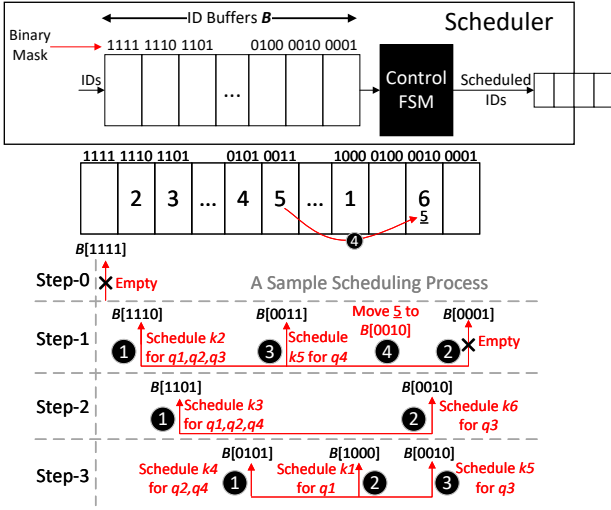 ID Buffers B
Scheduler
Binary Mask
1111 1110 1101 0100 0010 0001
IDs
...
Control FSM
Scheduled IDs
1111 1110 1101 0101 0011 1000 0100 0010 0001
2 3 ... 4 5 ... 1 6
5
4
B[1111]
Step-0
Empty
A Sample Scheduling Process
Step-1
B[1110]
1
Schedule k2
for q1,q2,q3
B[0011]
3
Schedule
k5 for q4
Move 5 to
B[0010]
4
B[0001]
2
Empty
Step-2
B[1101]
1
Schedule k3
for q1,q2,q4
B[0010]
2
Schedule k6
for q3
Step-3
Schedule k4
for q2,q4
B[0101]
1
Schedule k1
for q1
B[1000]
2
B[0010]
3
Schedule k5
for q3